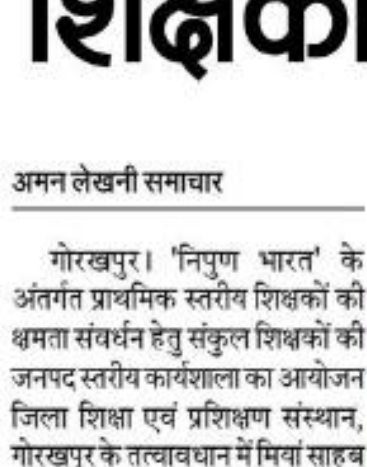 शिक्षको
अमन लेखनी समाचार
गोरखपुर। 'निपुण भारत' के
अंतर्गत प्राथमिक स्तरीय शिक्षकों की
क्षमता संवर्धन हेतु संकुल शिक्षकों की
जनपद स्तरीय कार्यशाला का आयोजन
जिला शिक्षा एवं प्रशिक्षण संस्थान,
गोरखपुर के तत्वावधान में मियां साहब